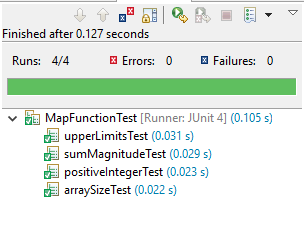 Finished after 0.127 seconds
Runs: 4/4 Errors: 0 Failures: 0
MapFunctionTest [Runner: JUnit 4] (0.105 s)
upperLimitsTest (0.031 s)
sumMagnitudeTest (0.029 s)
positiveIntegerTest (0.023 s)
arraySizeTest (0.022 s)